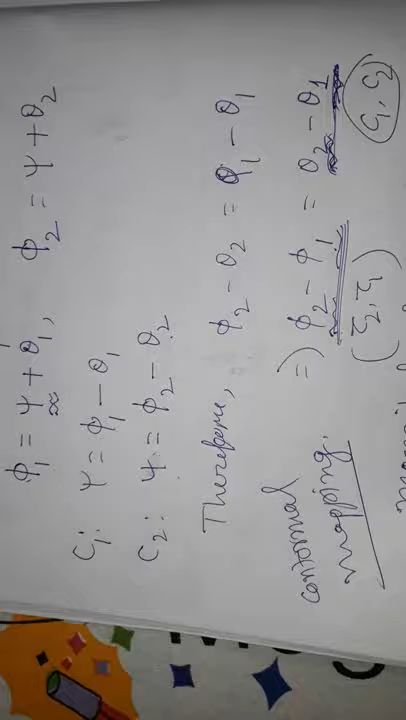 ϕ₁ = ψ + θ₁, ϕ₂ = ψ + θ₂
C₁: ψ = ϕ₁ − θ₁
C₂: ψ = ϕ₂ − θ₂
Therefore, ϕ₂ − θ₂ = ϕ₁ − θ₁
=) ϕ₂ − ϕ₁ = θ₂ − θ₁
(Γ₂, Γ₁) C₁, C₂
conformal
mapping.